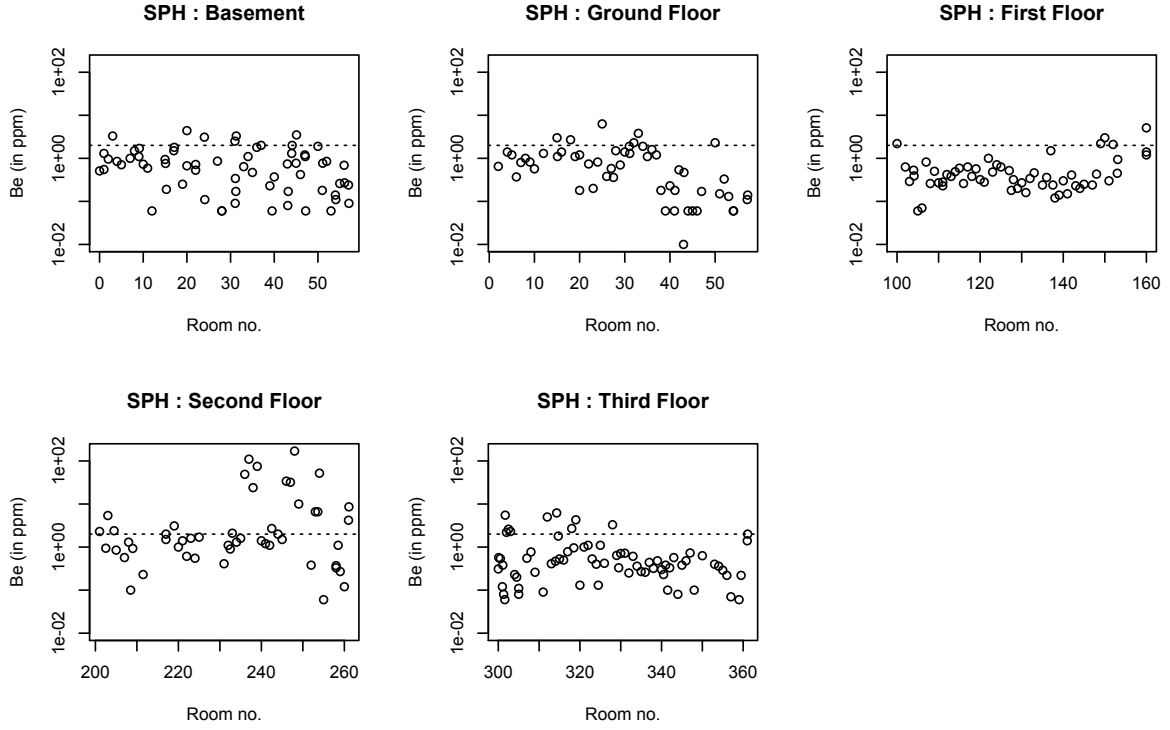 SPH : Basement
Be (in ppm)
1e+02
1e+00
1e-02
0 10 20 30 40 50
Room no.
SPH : Ground Floor
Be (in ppm)
1e+02
1e+00
1e-02
0 10 20 30 40 50
Room no.
SPH : First Floor
Be (in ppm)
1e+02
1e+00
1e-02
100 120 140 160
Room no.
SPH : Second Floor
Be (in ppm)
1e+02
1e+00
1e-02
200 220 240 260
Room no.
SPH : Third Floor
Be (in ppm)
1e+02
1e+00
1e-02
300 320 340 360
Room no.